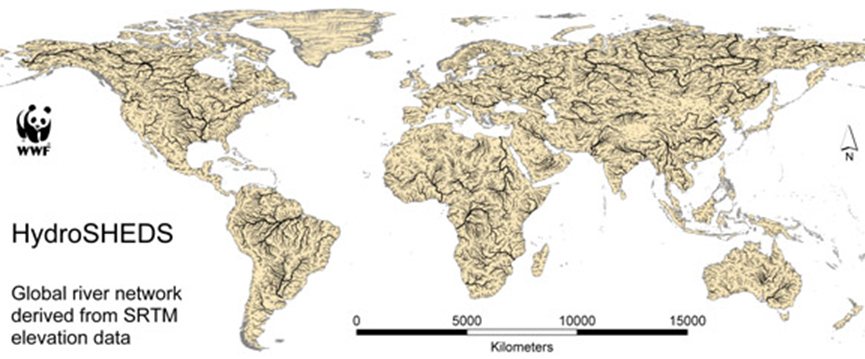 WWF
N
HydroSHEDS
Global river network
derived from SRTM
elevation data
0 5000 10000 15000
Kilometers